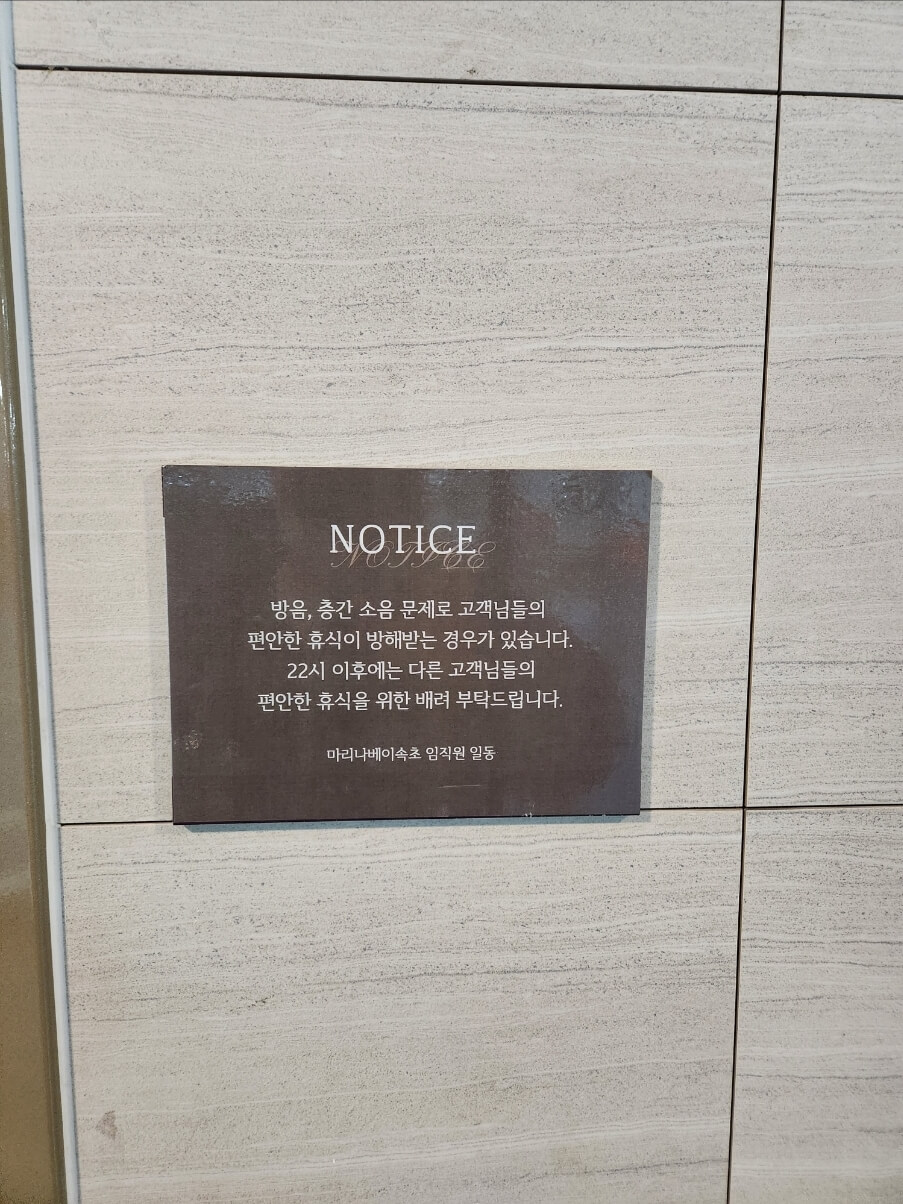 NOTICE
NOTICE
방음, 층간 소음 문제로 고객님들의
편안한 휴식이 방해받는 경우가 있습니다.
22시 이후에는 다른 고객님들의
편안한 휴식을 위한 배려 부탁드립니다.
마리나베이속초 임직원 일동